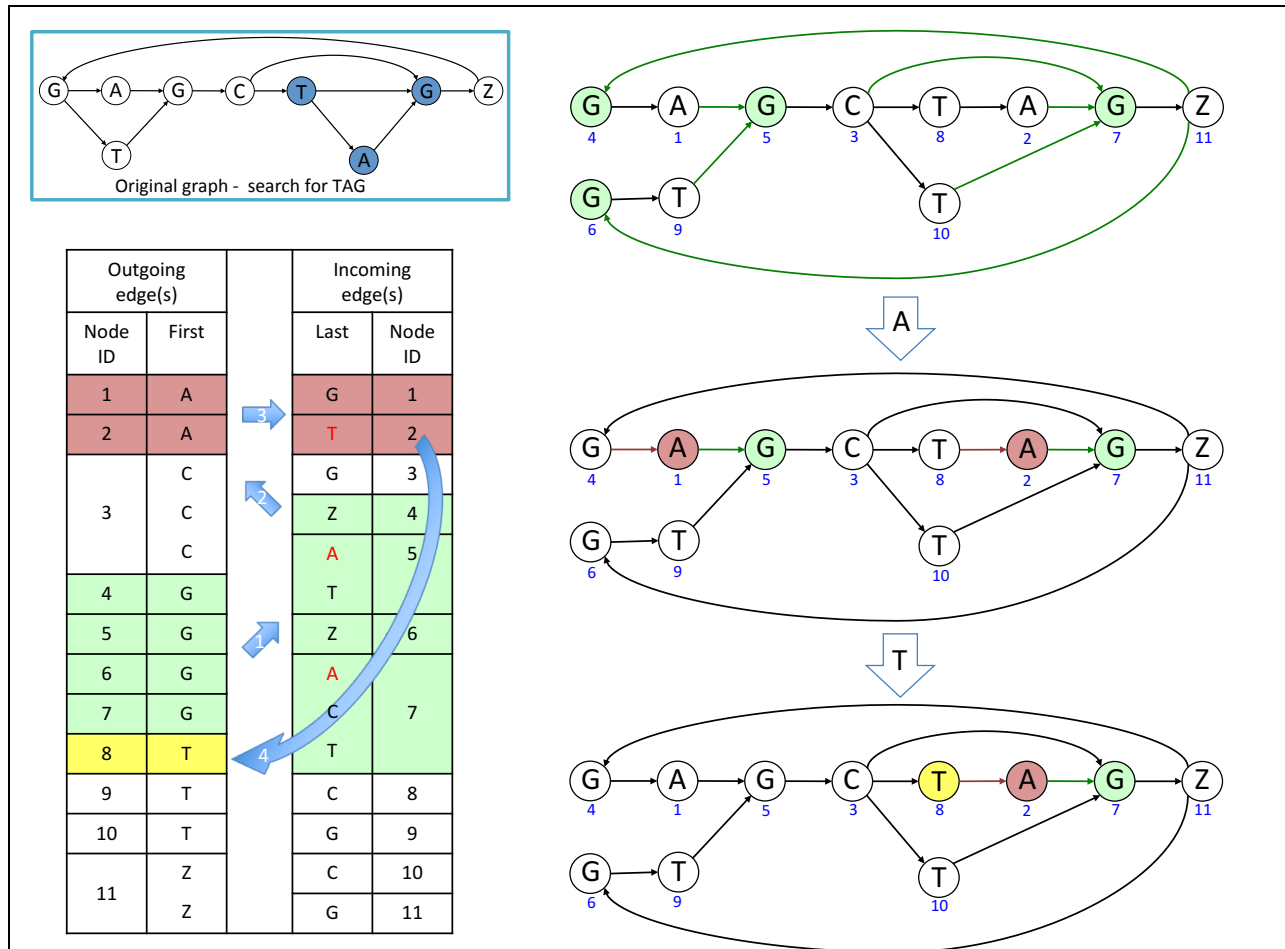 G A G C T G Z
T A
Original graph - search for TAG
Outgoing edge(s) Incoming edge(s)
Node ID First Last Node ID
1 A G 1
2 A T 2
3 C G 3
C Z 4
C A 5
4 G T
5 G Z 6
6 G A
7 G C 7
8 T T
9 T C 8
10 T G 9
11 Z C 10
Z G 11
3
2
1
4
G A G C T A G Z
4 1 5 3 8 2 7 11
G T T
6 9 10
A
G A G C T A G Z
4 1 5 3 8 2 7 11
G T T
6 9 10
T
G A G C T A G Z
4 1 5 3 8 2 7 11
G T T
6 9 10